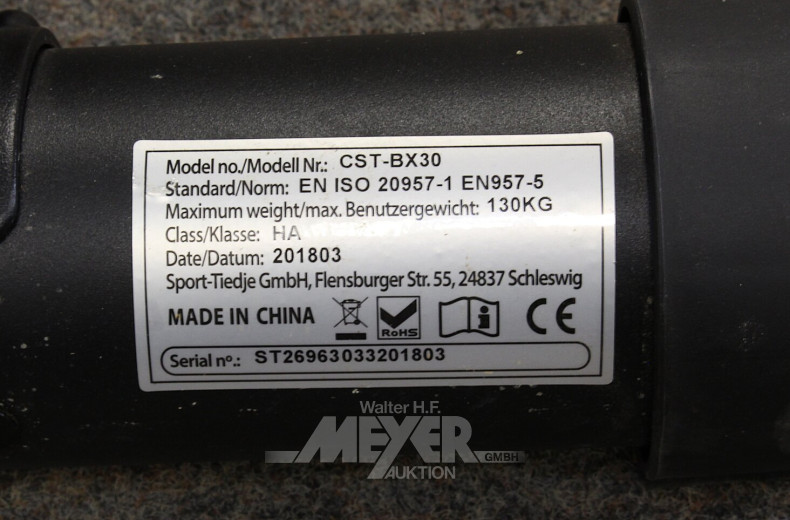 Model no./Modell Nr.: CST-BX30
Standard/Norm: EN ISO 20957-1 EN957-5
Maximum weight/max. Benutzergewicht: 130KG
Class/Klasse: HA
Date/Datum: 201803
Sport-Tiedje GmbH, Flensburger Str. 55, 24837 Schleswig
MADE IN CHINA RoHS i CE
Serial nº.: ST26963033201803
Walter H.F.
MEYER GMBH
AUKTION